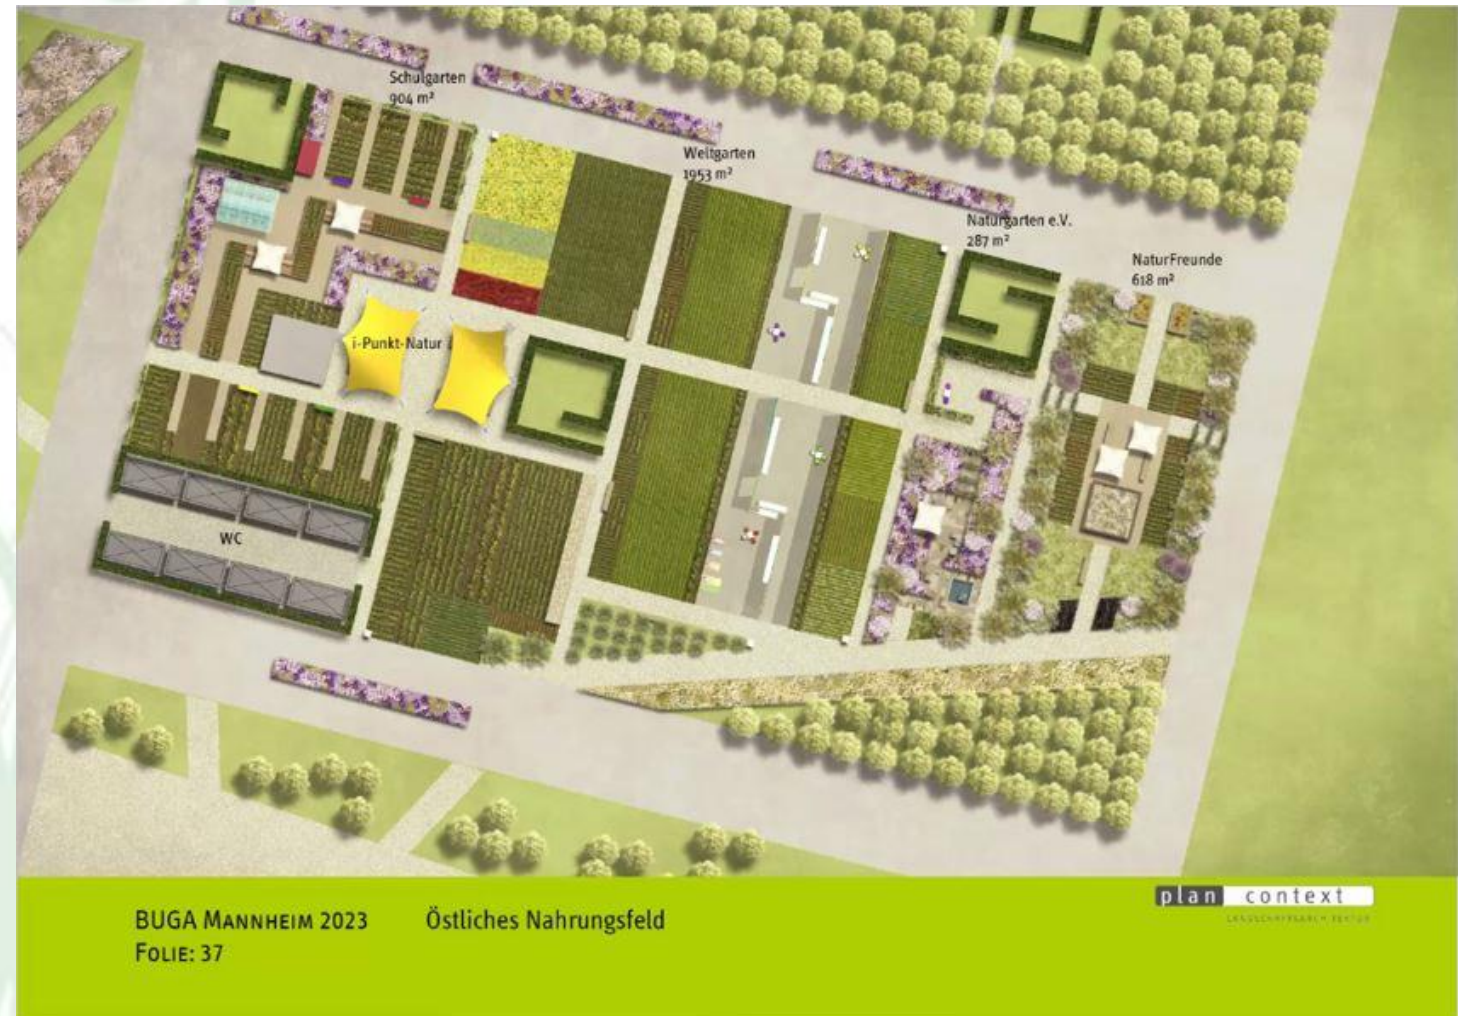 Schulgarten
904 m²
Weltgarten
1953 m²
Naturgarten e.V.
287 m²
NaturFreunde
618 m²
i-Punkt-Natur i
WC
BUGA MANNHEIM 2023
Östliches Nahrungsfeld
FOLIE: 37
plan context
LANDSCHAFTSARCHITEKTUR